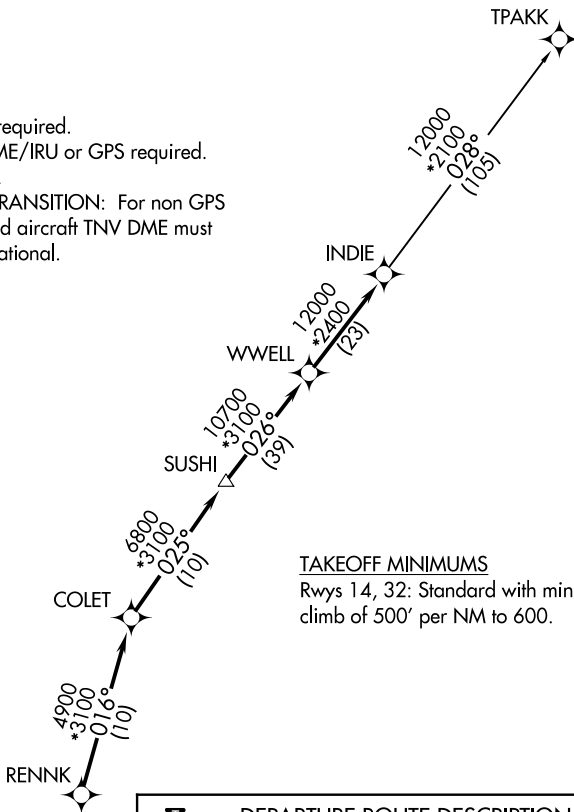 TPAKK
equired.
ME/IRU or GPS required.
RANSITION: For non GPS
d aircraft TNV DME must
ational.
12000
*2100
028°
(105)
INDIE
12000
*2400
(23)
WWELL
10700
*3100
026°
(39)
SUSHI
6800
*3100
025°
(10)
TAKEOFF MINIMUMS
Rwys 14, 32: Standard with min
climb of 500' per NM to 600.
COLET
4900
*3100
016°
(10)
RENNK
DEPARTURE ROUTE DESCRIPTION